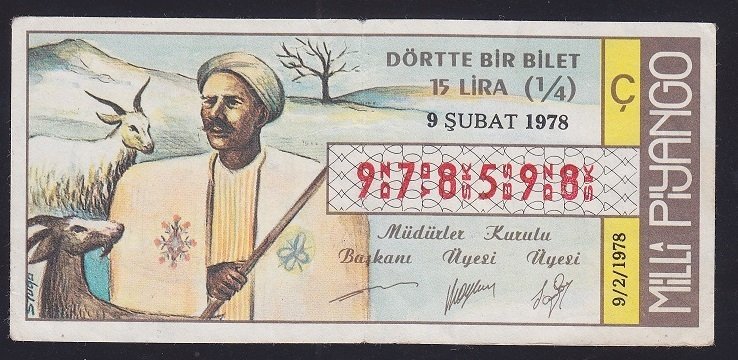 DÖRTTE BİR BİLET
15 LİRA (1/4)
9 ŞUBAT 1978
978598
Müdürler Kurulu
Başkanı Üyesi Üyesi
Ç
9/2/1978
MİLLİ PİYANGO